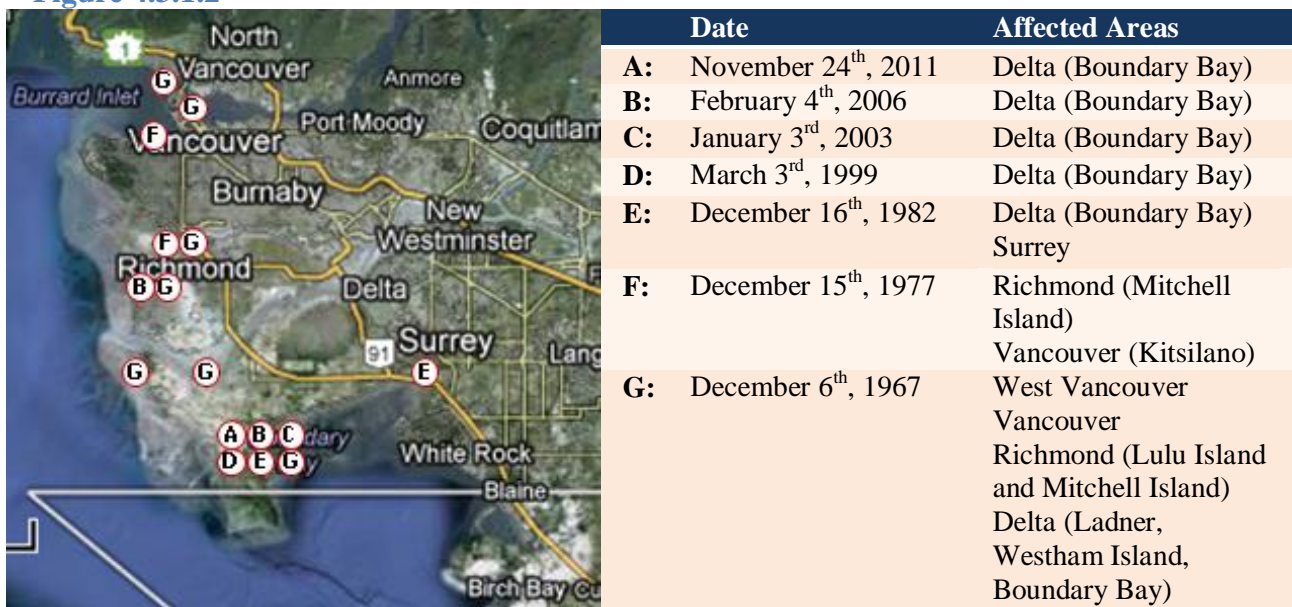 North
Vancouver
1
G
Burrard Inlet
G
Anmore
F
Vancouver
Port Moody
Coquitlam
Burnaby
New
Westminster
F G
Richmond
B G
Delta
91
Surrey
Lang
G
G
E
A B C
D E G
White Rock
Blaine
Birch Bay
Date Affected Areas
A: November 24th, 2011 Delta (Boundary Bay)
B: February 4th, 2006 Delta (Boundary Bay)
C: January 3rd, 2003 Delta (Boundary Bay)
D: March 3rd, 1999 Delta (Boundary Bay)
E: December 16th, 1982 Delta (Boundary Bay)
Surrey
F: December 15th, 1977 Richmond (Mitchell
Island)
Vancouver (Kitsilano)
G: December 6th, 1967 West Vancouver
Vancouver
Richmond (Lulu Island
and Mitchell Island)
Delta (Ladner,
Westham Island,
Boundary Bay)